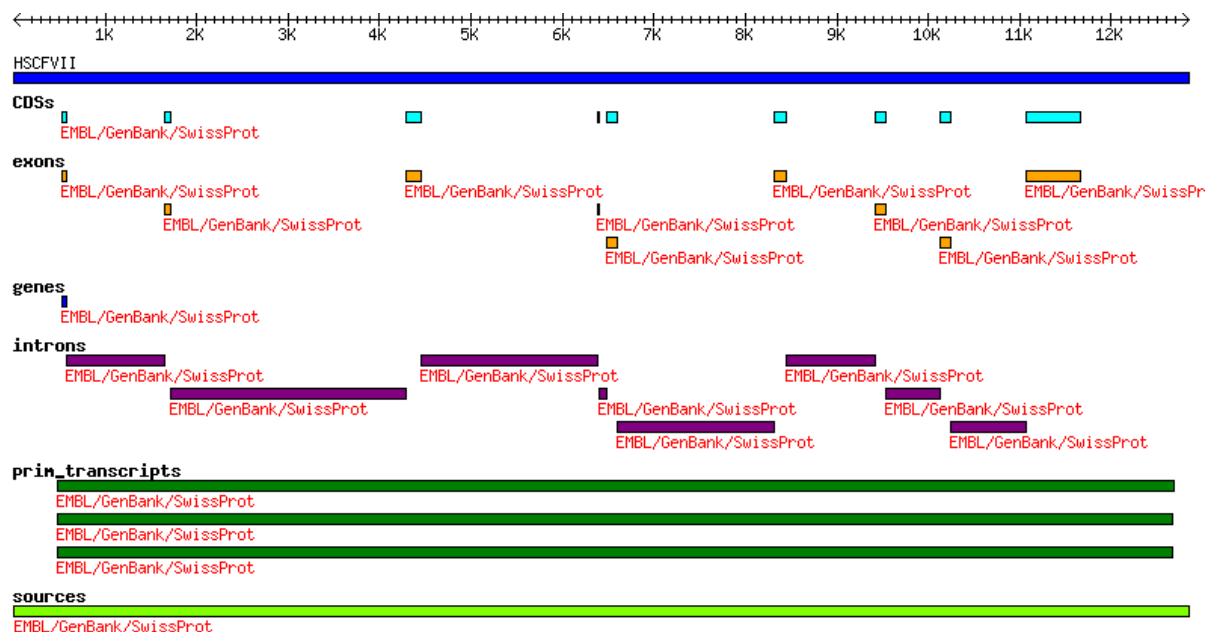 1K 2K 3K 4K 5K 6K 7K 8K 9K 10K 11K 12K
HSCFVII
CDSs
EMBL/GenBank/SwissProt
exons
EMBL/GenBank/SwissProt EMBL/GenBank/SwissProt EMBL/GenBank/SwissProt EMBL/GenBank/SwissPr
EMBL/GenBank/SwissProt EMBL/GenBank/SwissProt EMBL/GenBank/SwissProt
EMBL/GenBank/SwissProt EMBL/GenBank/SwissProt
genes
EMBL/GenBank/SwissProt
introns
EMBL/GenBank/SwissProt EMBL/GenBank/SwissProt EMBL/GenBank/SwissProt
EMBL/GenBank/SwissProt EMBL/GenBank/SwissProt EMBL/GenBank/SwissProt
EMBL/GenBank/SwissProt EMBL/GenBank/SwissProt
prim_transcripts
EMBL/GenBank/SwissProt
EMBL/GenBank/SwissProt
EMBL/GenBank/SwissProt
sources
EMBL/GenBank/SwissProt